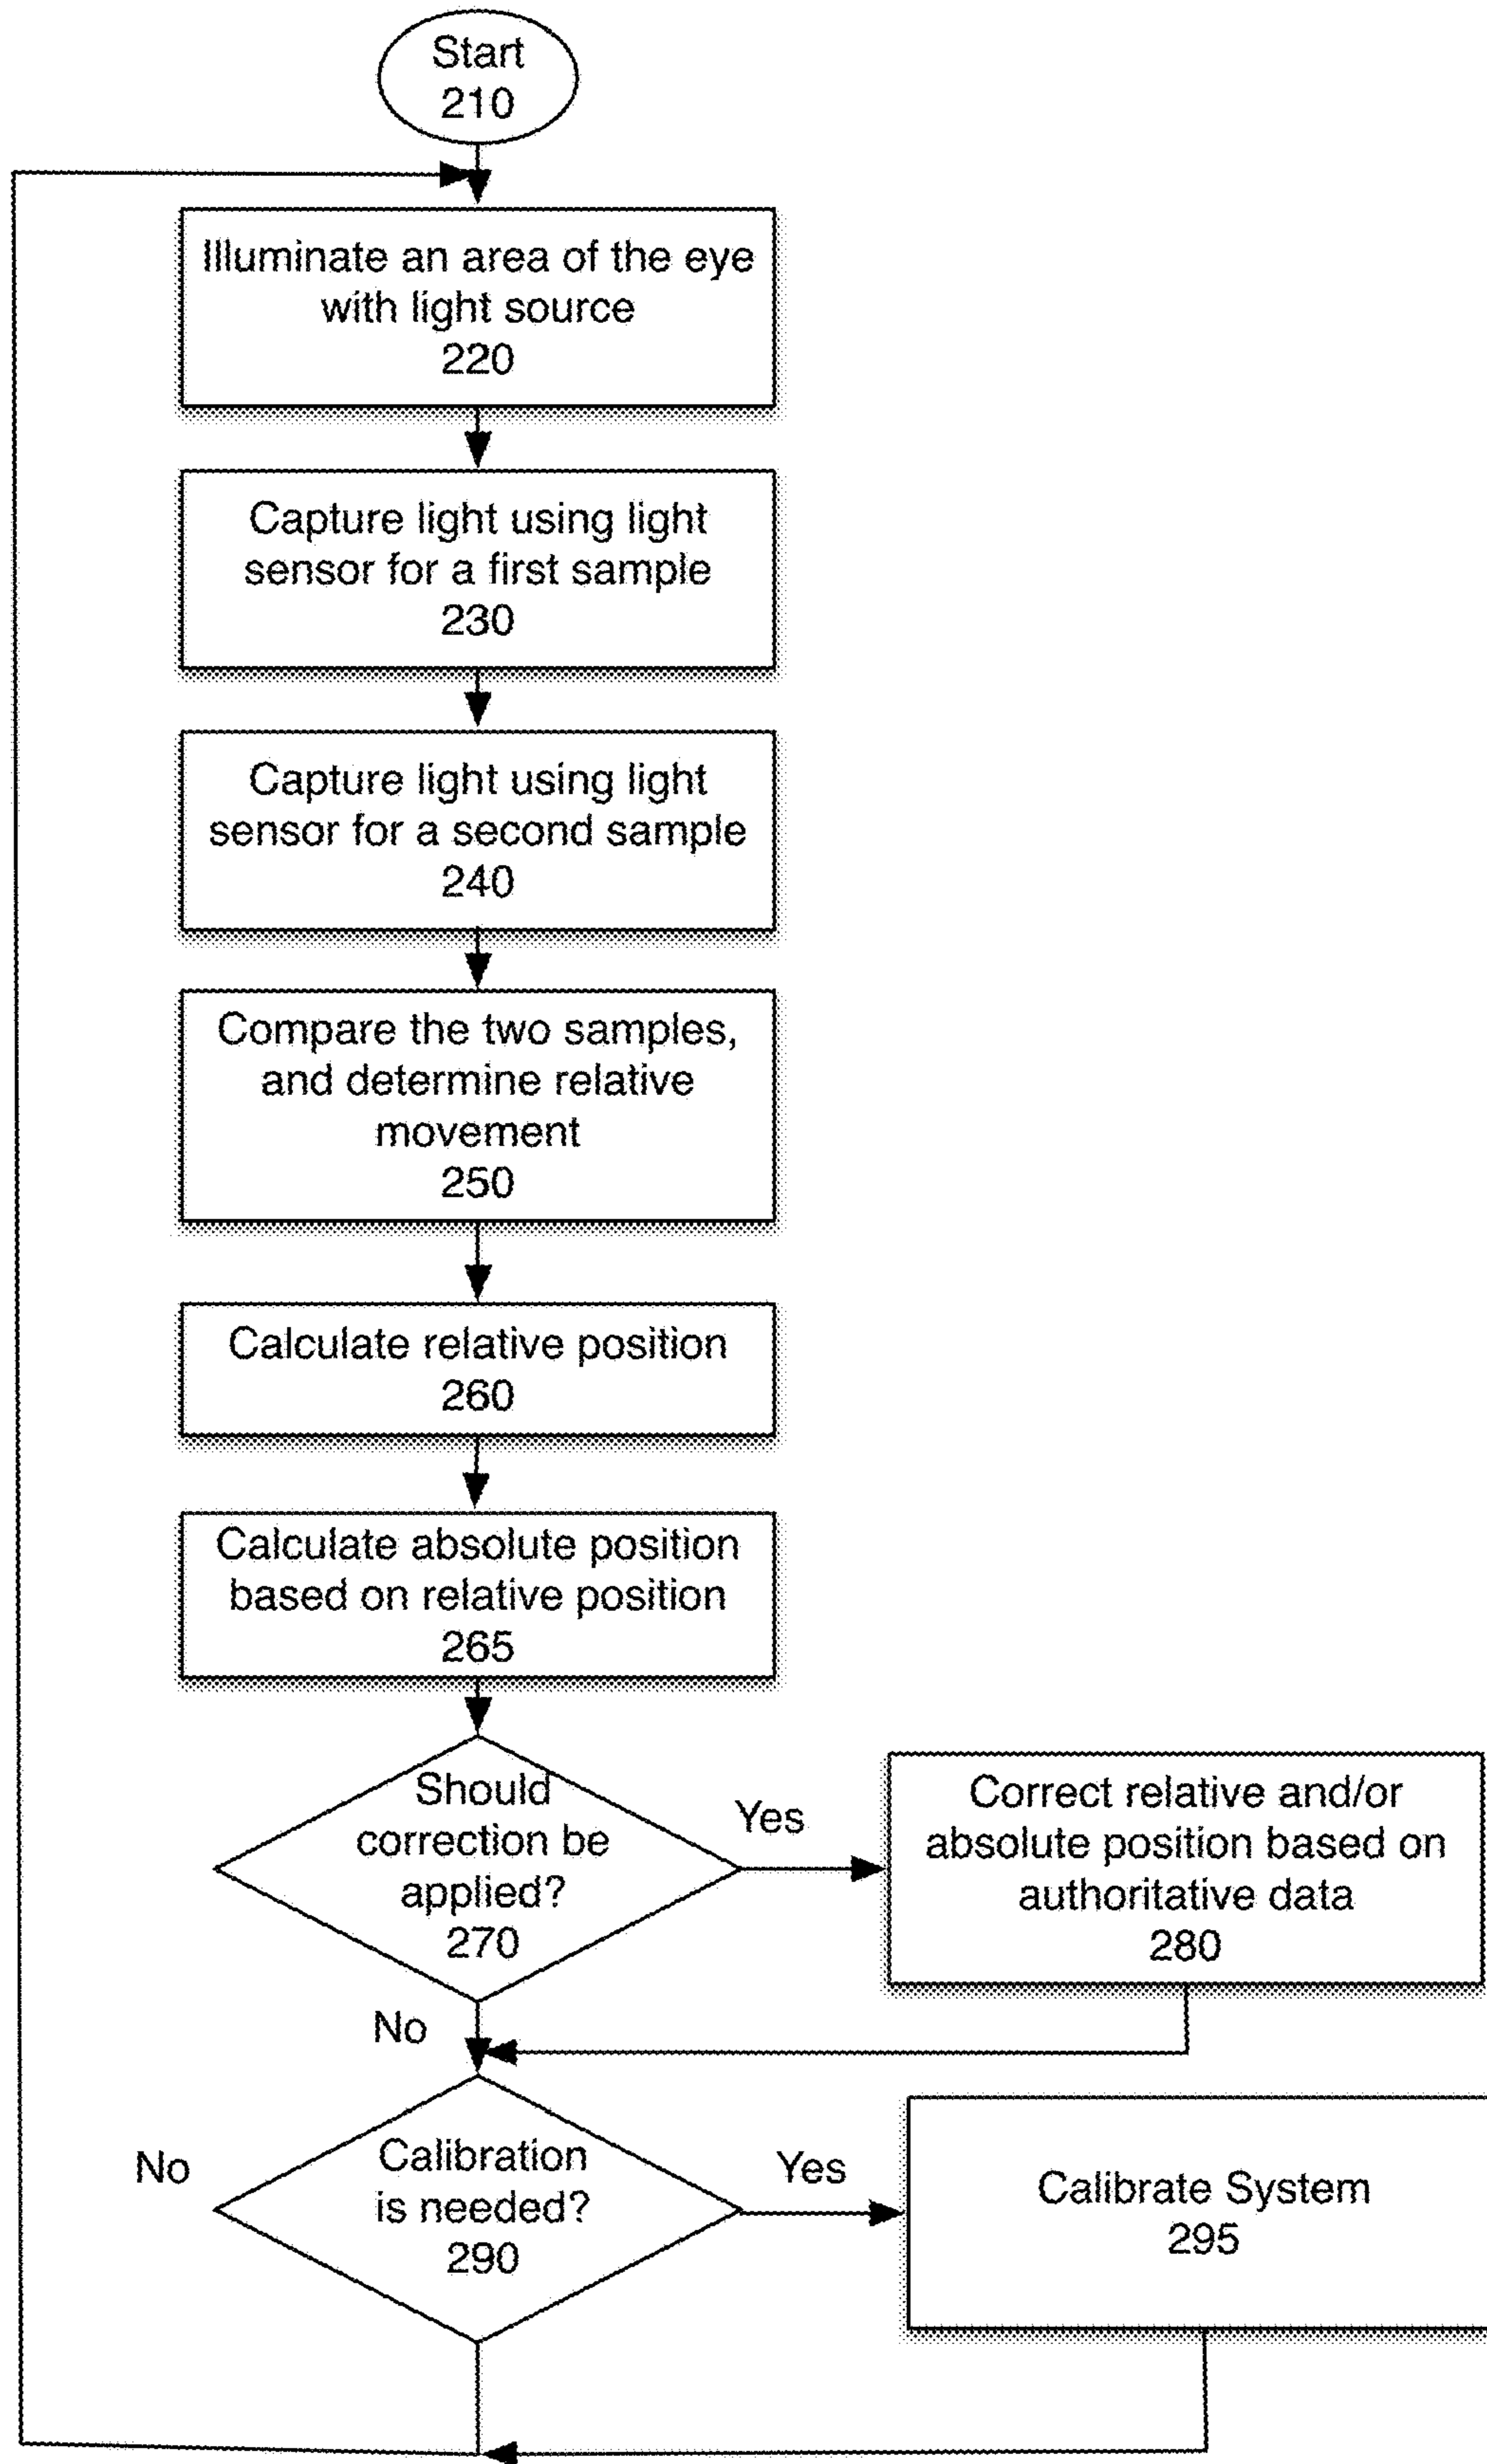 Start
210
Illuminate an area of the eye
with light source
220
Capture light using light
sensor for a first sample
230
Capture light using light
sensor for a second sample
240
Compare the two samples,
and determine relative
movement
250
Calculate relative position
260
Calculate absolute position
based on relative position
265
Should
correction be
applied?
270
Yes
Correct relative and/or
absolute position based on
authoritative data
280
No
Calibration
is needed?
290
No
Yes
Calibrate System
295